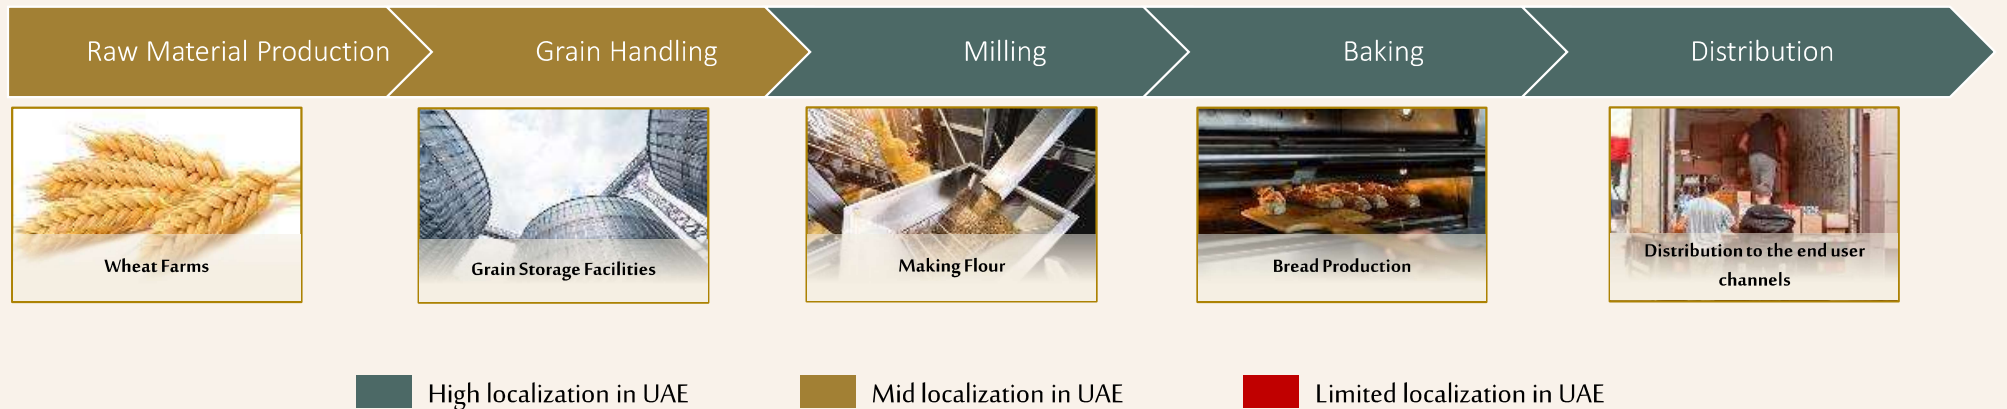 Raw Material Production
Grain Handling
Milling
Baking
Distribution
Wheat Farms
Grain Storage Facilities
Making Flour
Bread Production
Distribution to the end user
channels
High localization in UAE
Mid localization in UAE
Limited localization in UAE